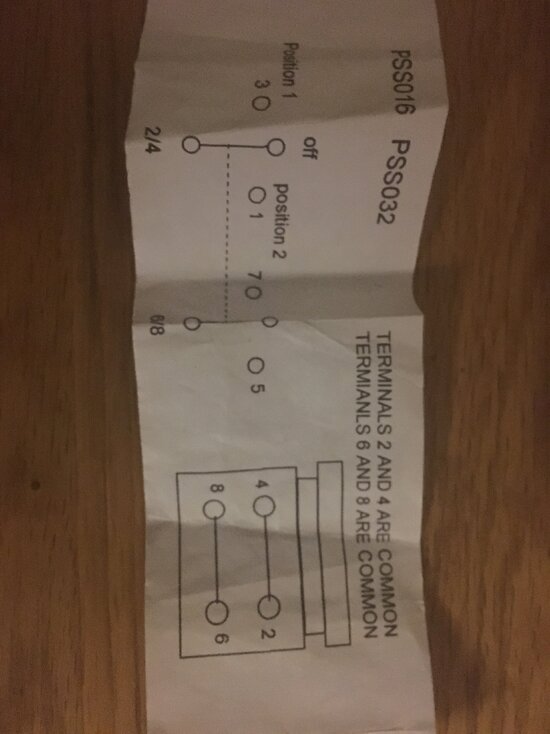 PSS016 PSS032
TERMINALS 2 AND 4 ARE COMMON
TERMIANLS 6 AND 8 ARE COMMON
off
Position 1
position 2
3
1
7
5
2/4
6/8
4
2
8
6